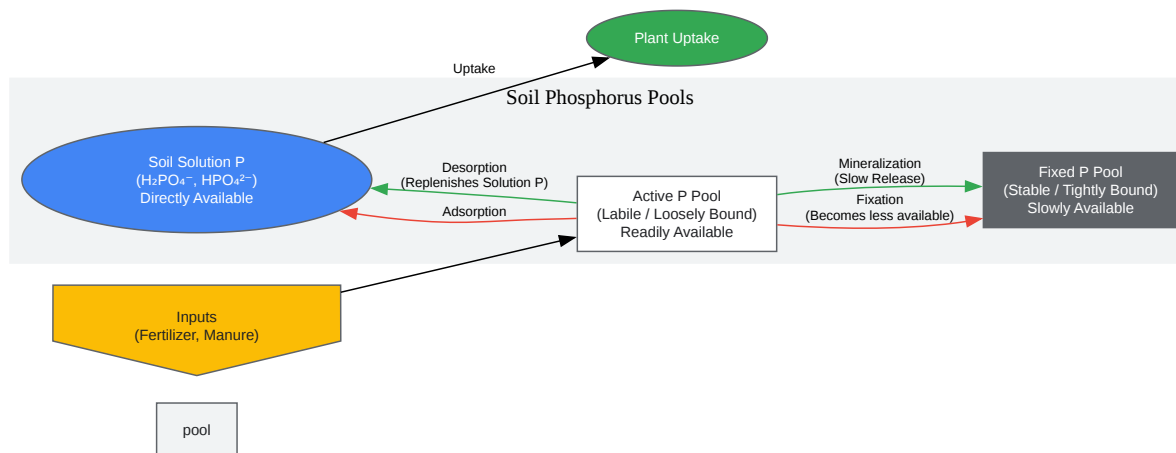 Plant Uptake
Uptake
Soil Phosphorus Pools
Soil Solution P
(H₂PO₄⁻, HPO₄²⁻)
Directly Available
Desorption
(Replenishes Solution P)
Adsorption
Active P Pool
(Labile / Loosely Bound)
Readily Available
Mineralization
(Slow Release)
Fixation
(Becomes less available)
Fixed P Pool
(Stable / Tightly Bound)
Slowly Available
Inputs
(Fertilizer, Manure)
pool